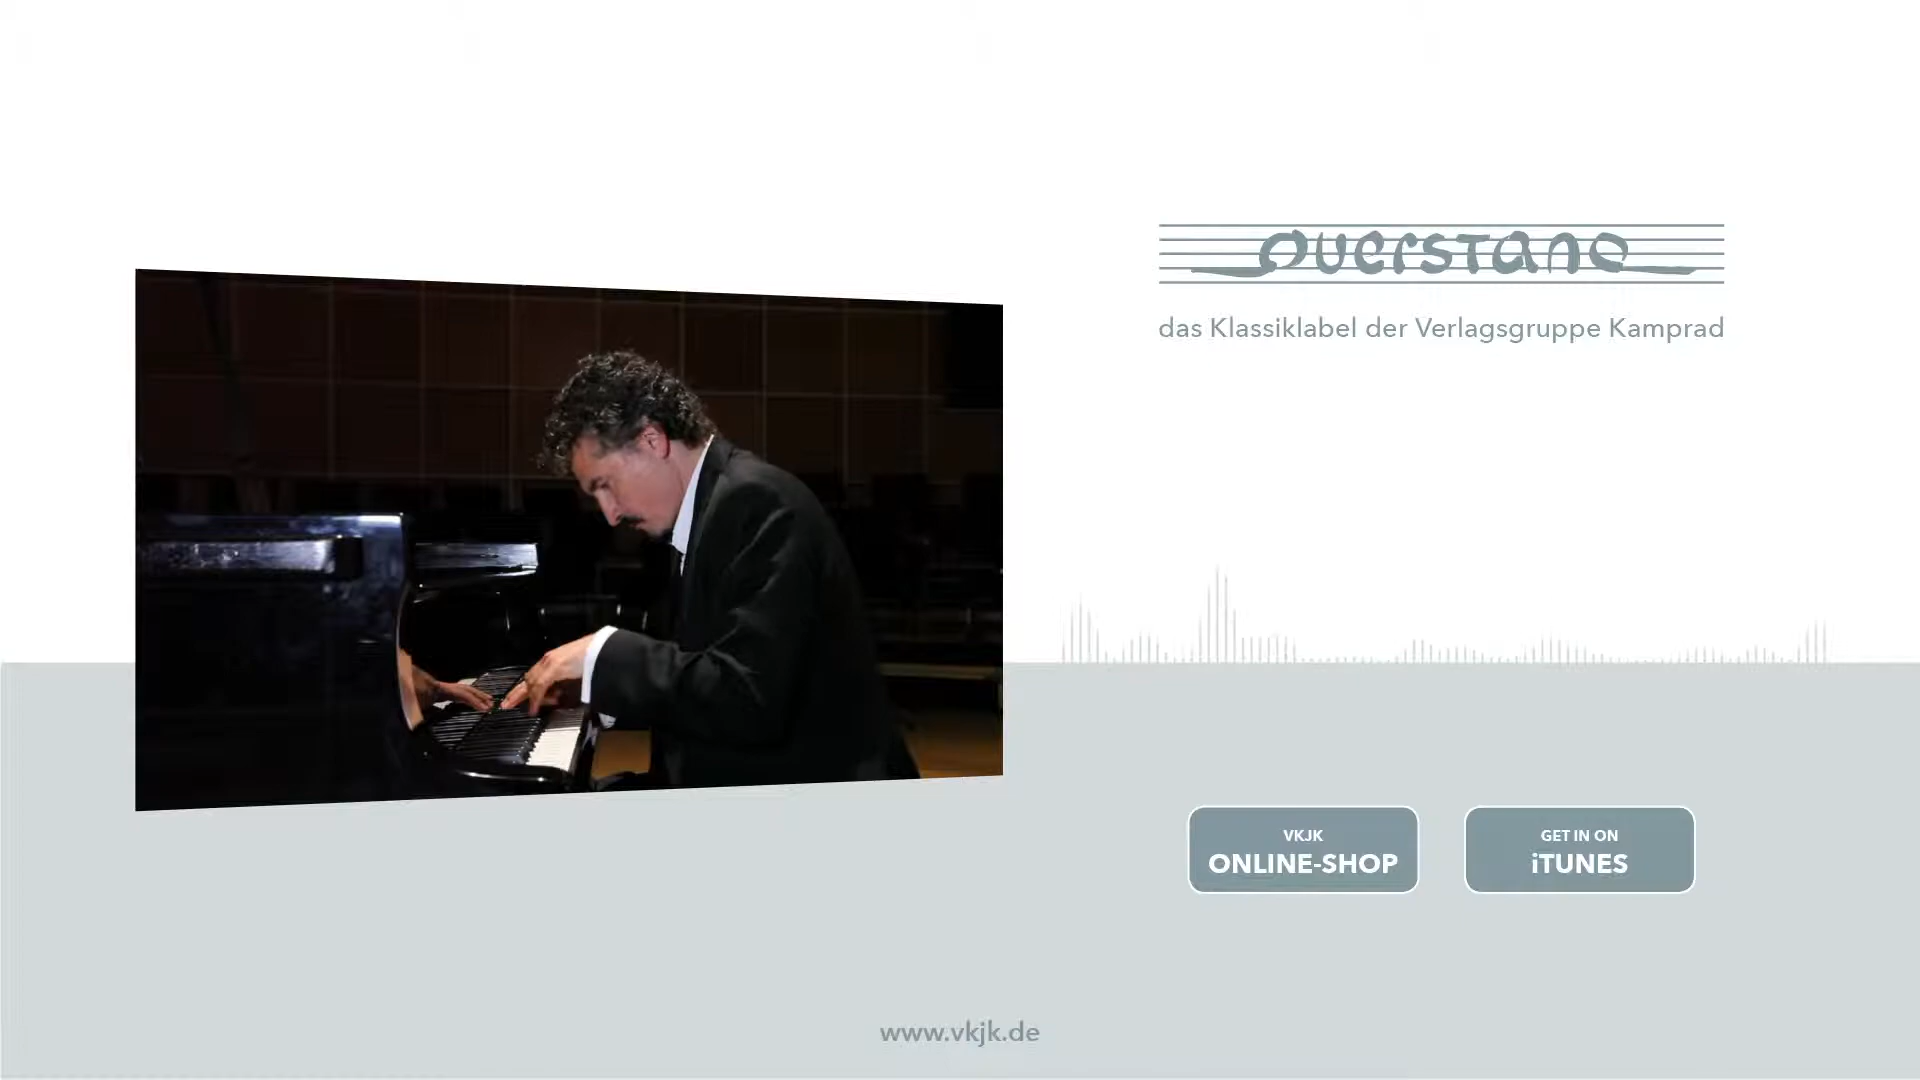 Querstand
das Klassiklabel der Verlagsgruppe Kamprad
VKJK
ONLINE-SHOP
GET IN ON
iTUNES
www.vkjk.de